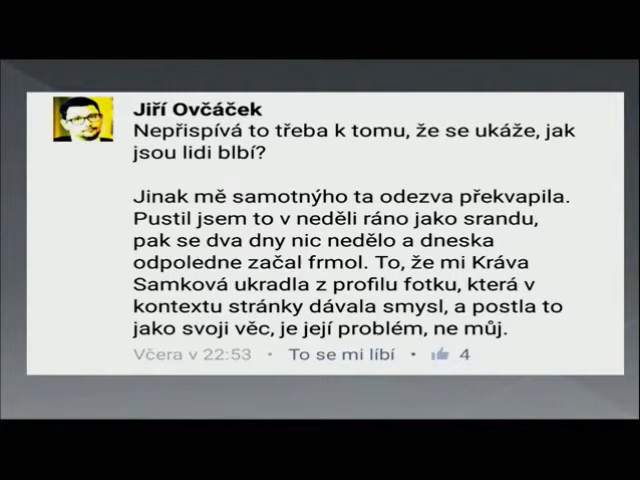 Jiří Ovčáček
Nepřispívá to třeba k tomu, že se ukáže, jak
jsou lidi blbí?
Jinak mě samotnýho ta odezva překvapila.
Pustil jsem to v neděli ráno jako srandu,
pak se dva dny nic nedělo a dneska
odpoledne začal frmol. To, že mi Kráva
Samková ukradla z profilu fotku, která v
kontextu stránky dávala smysl, a postla to
jako svoji věc, je její problém, ne můj.
Včera v 22:53 • To se mi líbí • 4